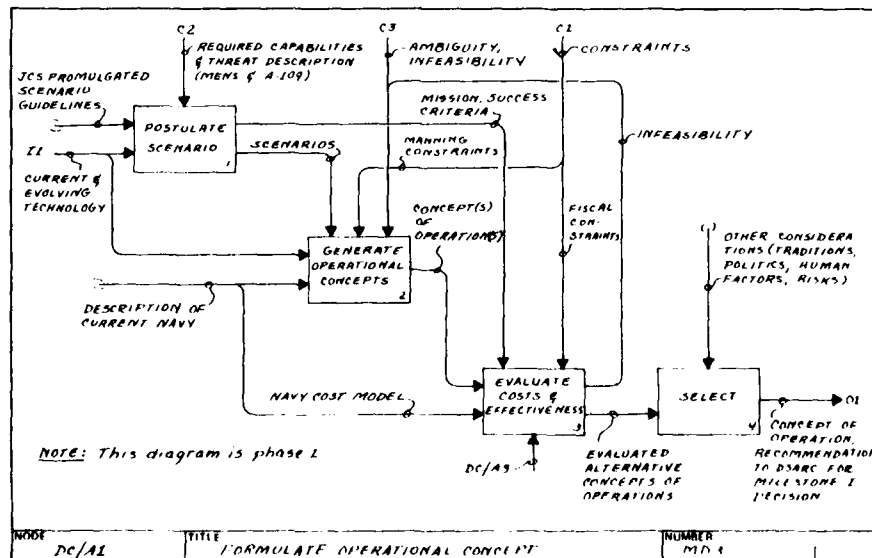 C2
C3
C1
REQUIRED CAPABILITIES
& THREAT DESCRIPTION
(MENS & A-109)
AMBIGUITY,
INFEASIBILITY
CONSTRAINTS
JCS PROMULGATED
SCENARIO
GUIDELINES
POSTULATE
SCENARIO
1
MISSION, SUCCESS
CRITERIA
INFEASIBILITY
SCENARIOS
MANNING
CONSTRAINTS
I1
CURRENT &
EVOLVING
TECHNOLOGY
CONCEPT(S)
OF
OPERATION(S)
FISCAL
CON-
STRAINTS
GENERATE
OPERATIONAL
CONCEPTS
2
OTHER CONSIDERA
TIONS (TRADITIONS,
POLITICS, HUMAN
FACTORS, RISKS)
DESCRIPTION OF
CURRENT NAVY
NAVY COST MODEL
EVALUATE
COSTS &
EFFECTIVENESS
3
SELECT
4
O1
NOTE: This diagram is phase I
DC/A3
EVALUATED
ALTERNATIVE
CONCEPTS OF
OPERATIONS
CONCEPT OF
OPERATION,
RECOMMENDATION
TO DSARC FOR
MILESTONE I
DECISION
NODE
DC/A1
TITLE
FORMULATE OPERATIONAL CONCEPT
NUMBER